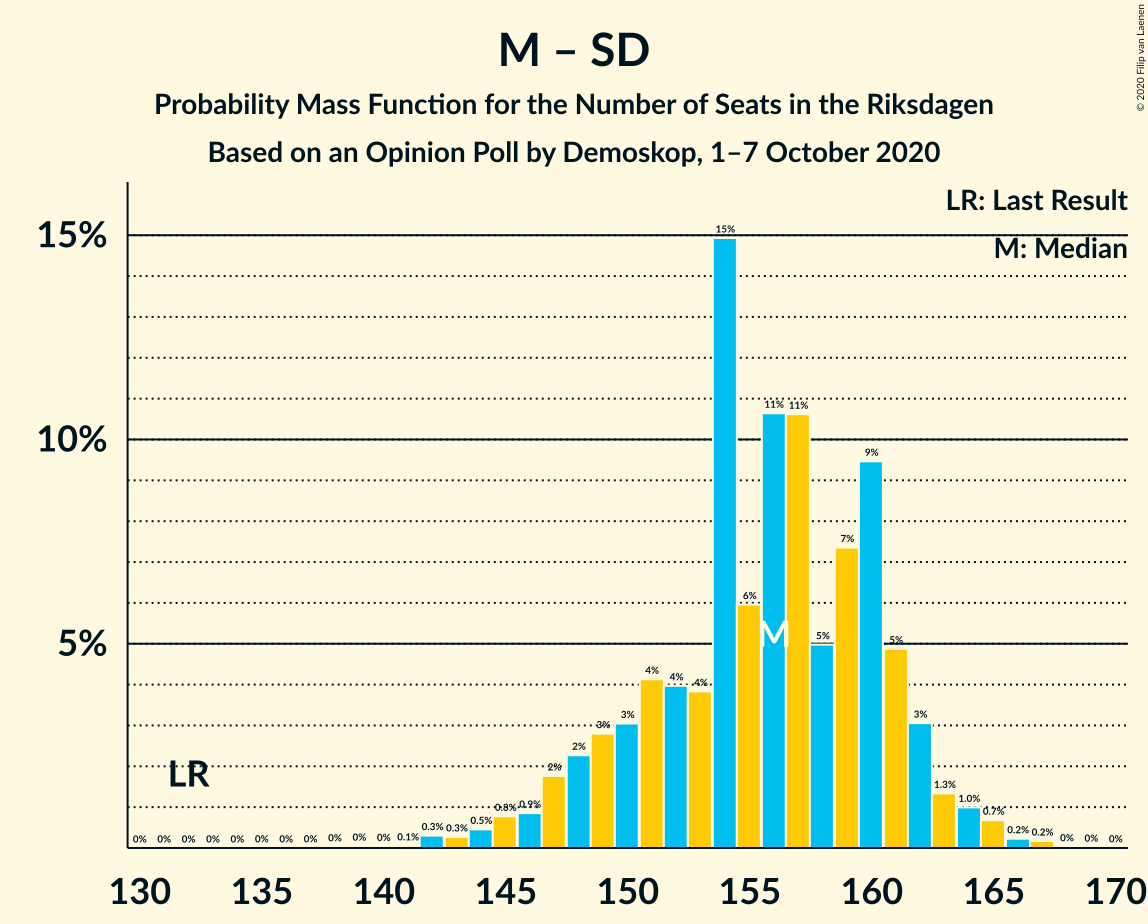 M – SD
Probability Mass Function for the Number of Seats in the Riksdagen
Based on an Opinion Poll by Demoskop, 1–7 October 2020
© 2020 Filip van Laenen
LR: Last Result
M: Median
15%
10%
5%
LR
M
0% 0% 0% 0% 0% 0% 0% 0% 0% 0% 0% 0.1% 0.3% 0.3% 0.5% 0.8% 0.9% 2% 2% 3% 3% 4% 4% 4% 15% 6% 11% 11% 5% 7% 9% 5% 3% 1.3% 1.0% 0.7% 0.2% 0.2% 0% 0% 0%
130 135 140 145 150 155 160 165 170